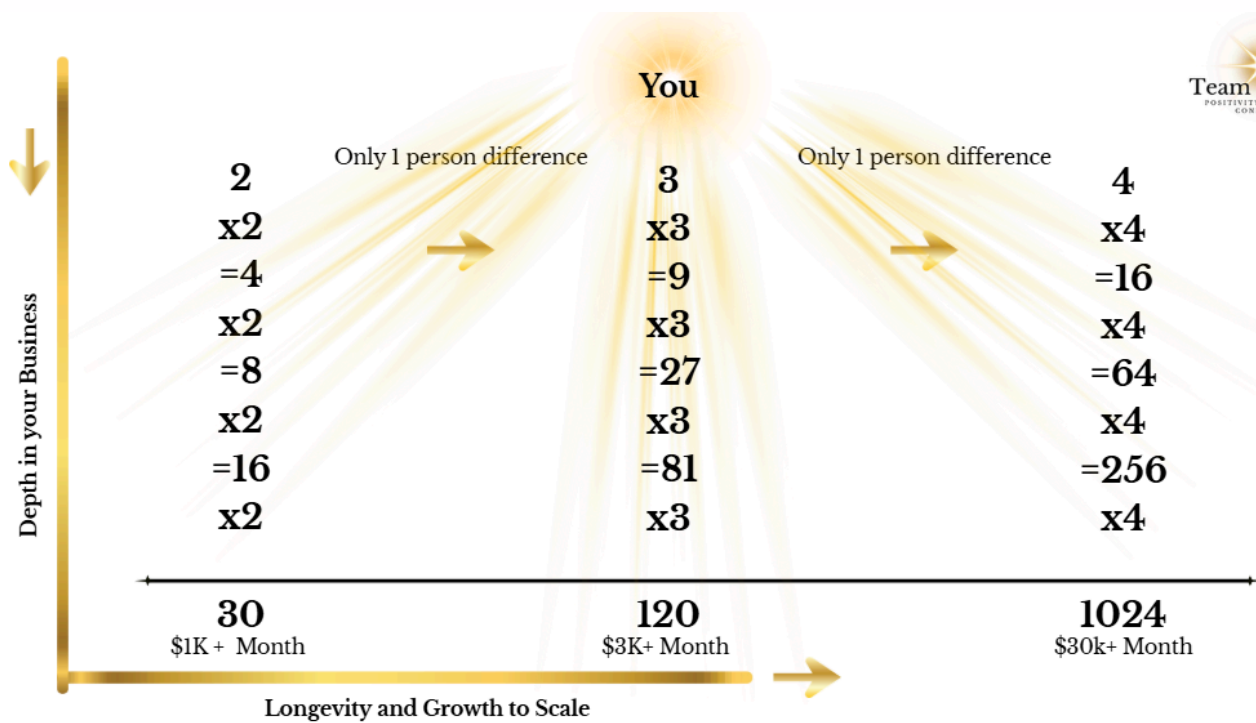 You
Team
POSITIVIT
CON
Only 1 person difference
Only 1 person difference
2
x2
=4
x2
=8
x2
=16
x2
3
x3
=9
x3
=27
x3
=81
x3
4
x4
=16
x4
=64
x4
=256
x4
Depth in your Business
30
$1K + Month
120
$3K+ Month
1024
$30k+ Month
Longevity and Growth to Scale